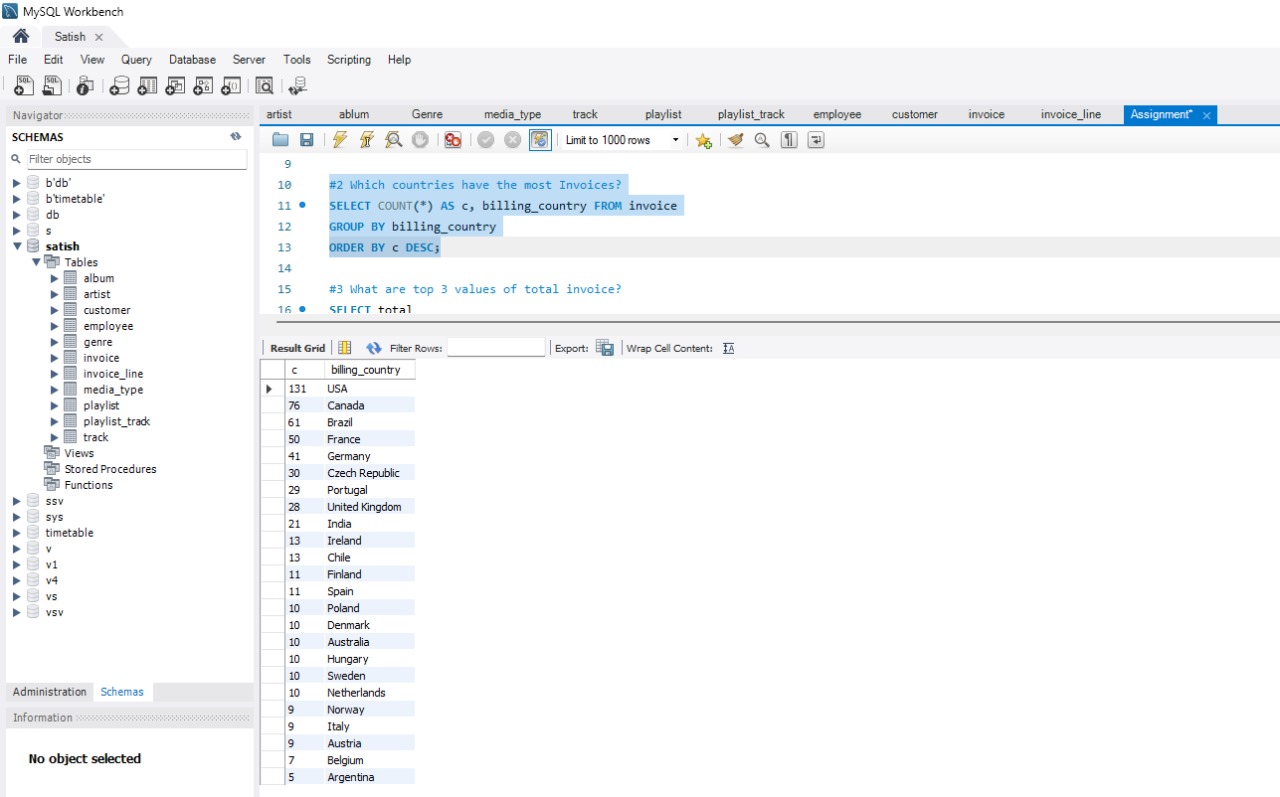 MySQL Workbench
Satish
File Edit View Query Database Server Tools Scripting Help
Navigator
SCHEMAS
Filter objects
b'db'
b'timetable'
db
s
satish
Tables
album
artist
customer
employee
genre
invoice
invoice_line
media_type
playlist
playlist_track
track
Views
Stored Procedures
Functions
ssv
sys
timetable
v
v1
v4
vs
vsv
Administration Schemas
Information
No object selected
artist ablum Genre media_type track playlist playlist_track employee customer invoice invoice_line Assignment*
Limit to 1000 rows
9
10 #2 Which countries have the most Invoices?
11 SELECT COUNT(*) AS c, billing_country FROM invoice
12 GROUP BY billing_country
13 ORDER BY c DESC;
14
15 #3 What are top 3 values of total invoice?
16 SELECT total
Result Grid Filter Rows: Export: Wrap Cell Content:
c billing_country
131 USA
76 Canada
61 Brazil
50 France
41 Germany
30 Czech Republic
29 Portugal
28 United Kingdom
21 India
13 Ireland
13 Chile
11 Finland
11 Spain
10 Poland
10 Denmark
10 Australia
10 Hungary
10 Sweden
10 Netherlands
9 Norway
9 Italy
9 Austria
7 Belgium
5 Argentina